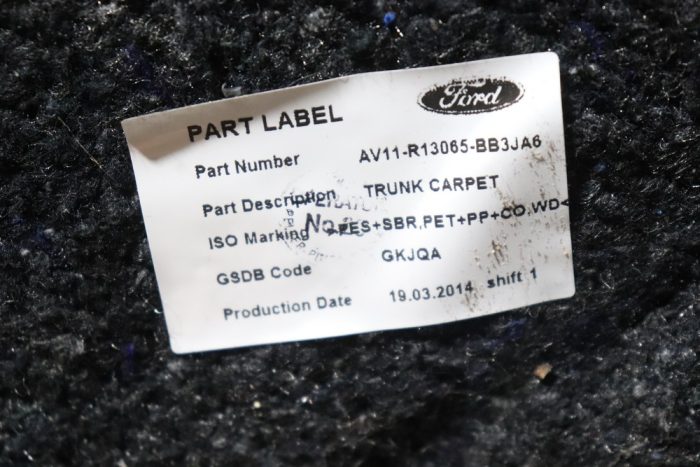 Ford
PART LABEL
Part Number AV11-R13065-BB3JA6
Part Description TRUNK CARPET
ISO Marking >PES+SBR,PET+PP+CO,WD<
GSDB Code GKJQA
Production Date 19.03.2014 shift 1